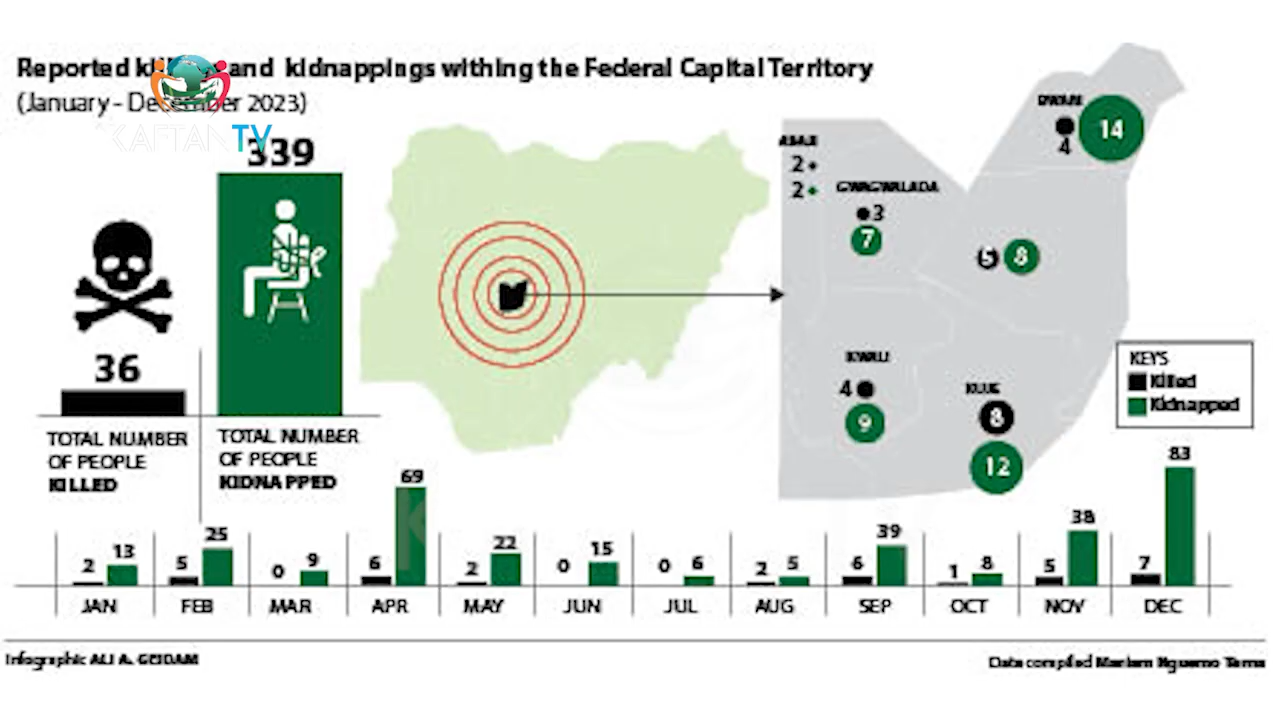 Reported and kidnappings withing the Federal Capital Territory
(January - December 2023)
KAFTAN TV
339
36
TOTAL NUMBER
OF PEOPLE
KILLED
TOTAL NUMBER
OF PEOPLE
KIDNAPPED
ABAJI
2
2
GWAGWALADA
3
7
BWARI
4
14
5
8
KWALI
4
9
KUJE
8
12
KEYS
Killed
Kidnapped
2
13
5
25
0
9
6
69
2
22
0
15
0
6
2
5
6
39
1
8
5
38
7
83
JAN
FEB
MAR
APR
MAY
JUN
JUL
AUG
SEP
OCT
NOV
DEC
Infographic ALI A. GEIDAM
Data compiled Mariam